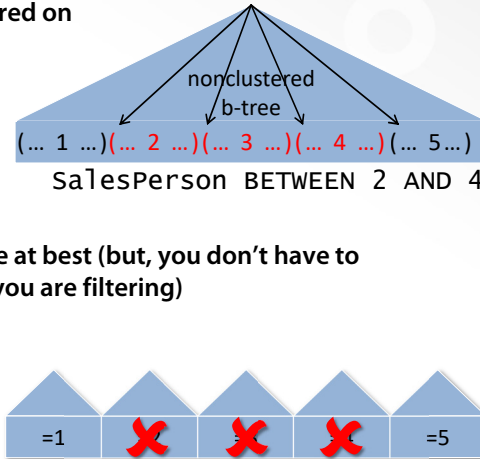 red on
nonclustered
b-tree
(… 1 …)(… 2 …)(… 3 …)(… 4 …)(… 5…)
SalesPerson BETWEEN 2 AND 4
e at best (but, you don’t have to
you are filtering)
=1 =5